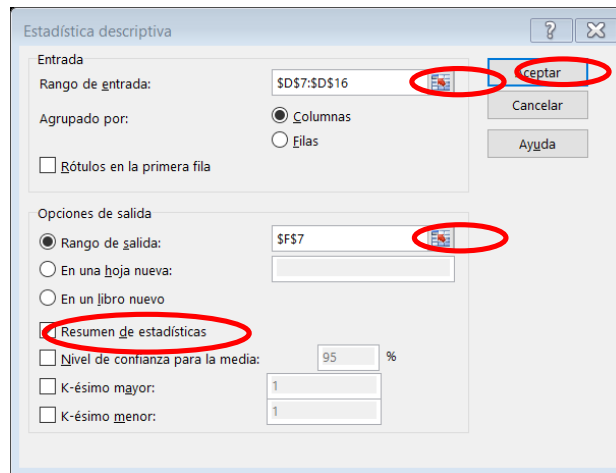 Estadística descriptiva
Entrada
Rango de entrada: $D$7:$D$16
Agrupado por: Columnas
Filas
Rótulos en la primera fila
Aceptar
Cancelar
Ayuda
Opciones de salida
Rango de salida: $F$7
En una hoja nueva:
En un libro nuevo
Resumen de estadísticas
Nivel de confianza para la media: 95 %
K-ésimo mayor: 1
K-ésimo menor: 1